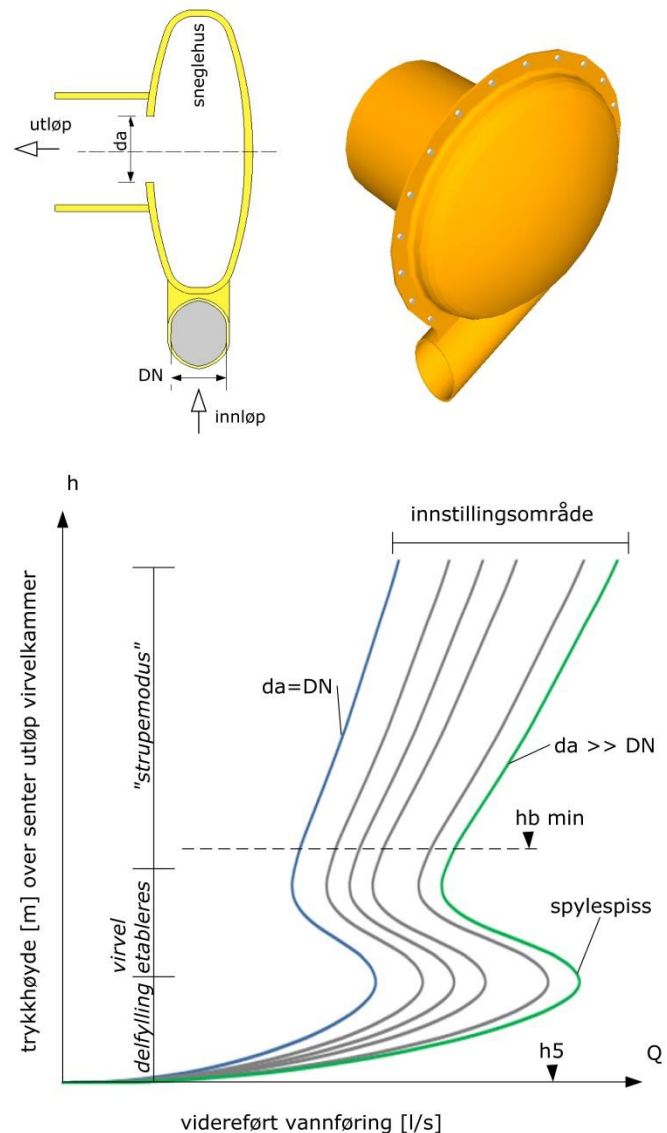 sneglehus
utløp
da
DN
innløp
h
innstillingsområde
trykkhøyde [m] over senter utløp virvelkammer
"strupemodus"
da=DN
da >> DN
hb min
virvel
etableres
spylespiss
delfylling
h5
Q
videreført vannføring [l/s]